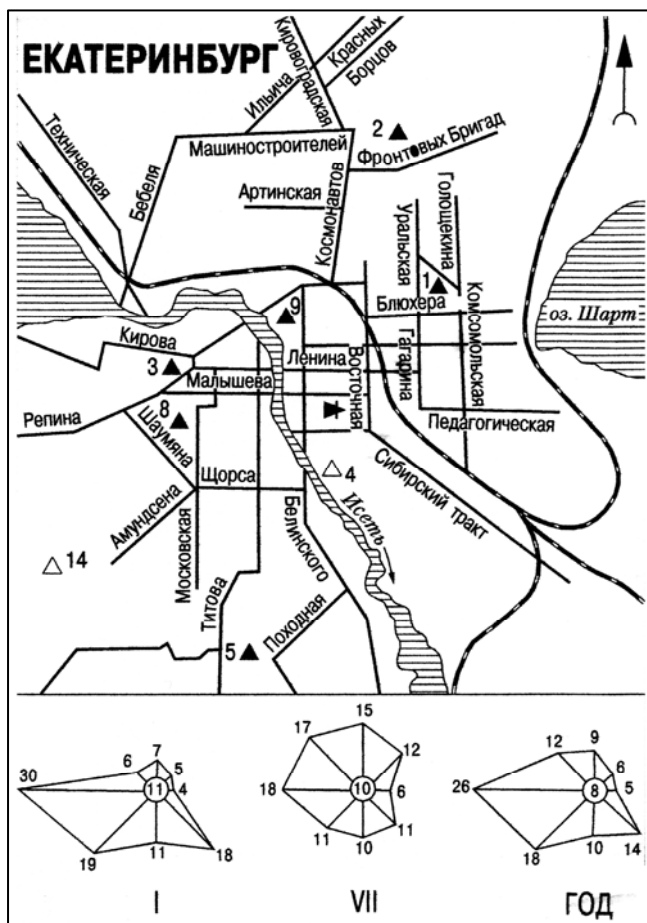 ЕКАТЕРИНБУРГ
Кировоградская
Красных
Борцов
Ильича
Техническая
Бебеля
2
Машиностроителей
Фронтовых Бригад
Артинская
Космонавтов
Уральская
Голощекина
1
9
Блюхера
оз. Шарт
Кирова
3
Ленина
Восточная
Гагарина
Комсомольская
Малышева
Репина
8
Шаумяна
Педагогическая
Щорса
4
Сибирский тракт
Амундсена
Московская
Белинского
Исеть
14
Титова
Походная
5
30
6
7
5
11
4
19
11
18
I
15
17
12
18
10
6
11
10
11
VII
12
9
6
26
8
5
18
10
14
ГОД